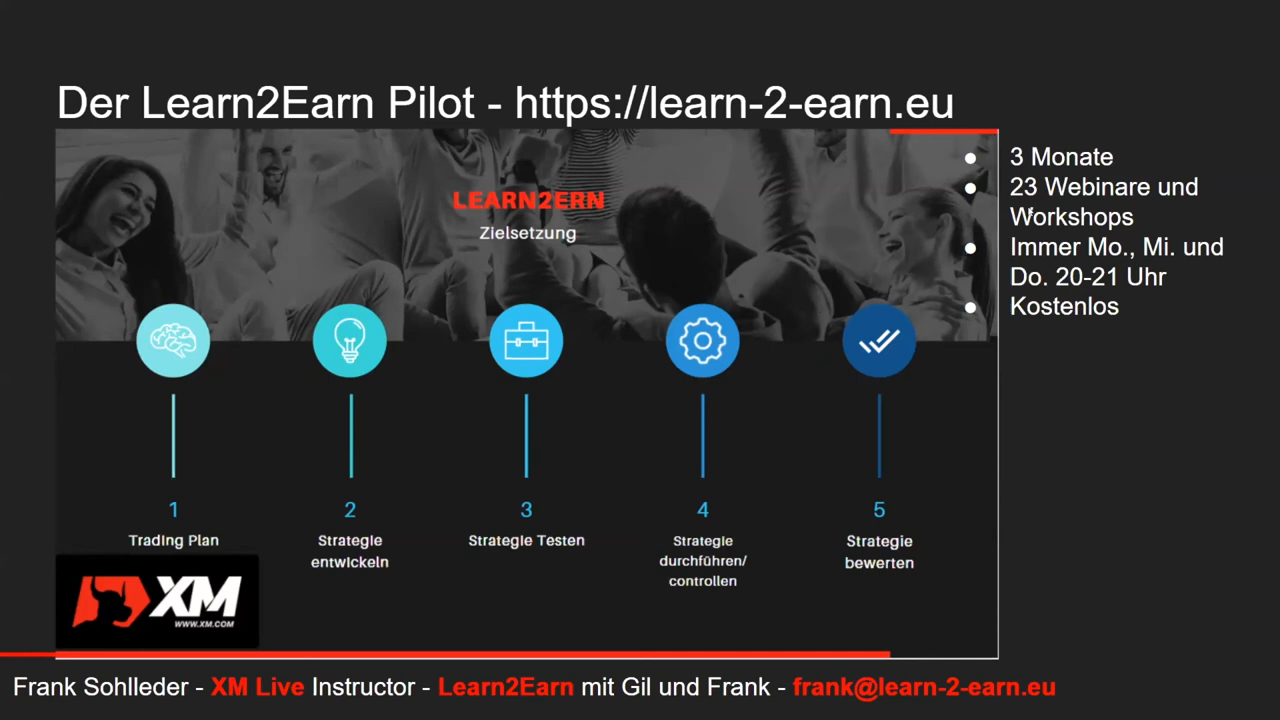 Der Learn2Earn Pilot - https://learn-2-earn.eu
LEARN2ERN
Zielsetzung
● 3 Monate
● 23 Webinare und
Workshops
● Immer Mo., Mi. und
Do. 20-21 Uhr
● Kostenlos
1
Trading Plan
2
Strategie
entwickeln
3
Strategie Testen
4
Strategie
durchführen/
controllen
5
Strategie
bewerten
XM
WWW.XM.COM
Frank Sohlleder - XM Live Instructor - Learn2Earn mit Gil und Frank - frank@learn-2-earn.eu